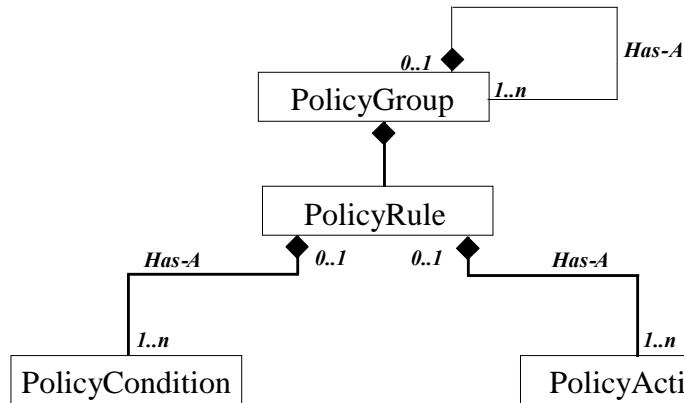 Has-A
0..1
PolicyGroup
1..n
PolicyRule
Has-A
0..1
0..1
Has-A
1..n
1..n
PolicyCondition
PolicyActi